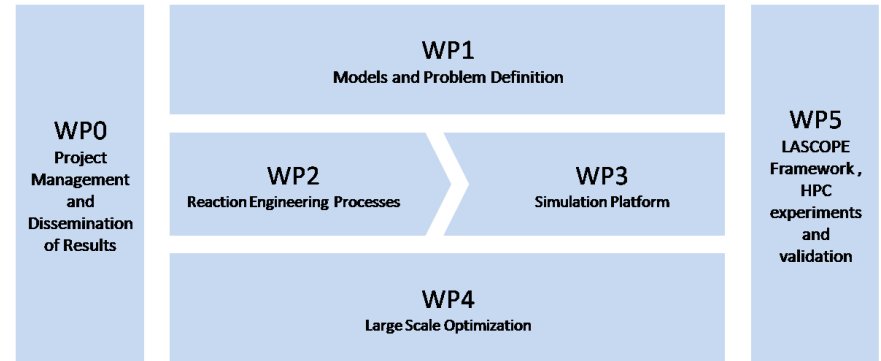 WP0
Project
Management
and
Dissemination
of Results
WP1
Models and Problem Definition
WP2
Reaction Engineering Processes
WP3
Simulation Platform
WP4
Large Scale Optimization
WP5
LASCOPE
Framework ,
HPC
experiments
and
validation